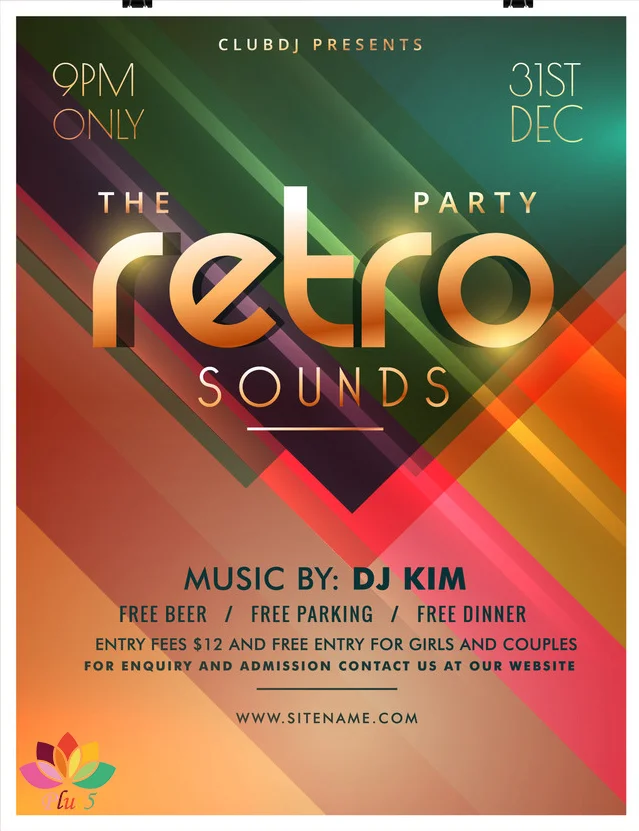 CLUBDJ PRESENTS
9PM
ONLY
31ST
DEC
THE PARTY
retro
SOUNDS
MUSIC BY: DJ KIM
FREE BEER / FREE PARKING / FREE DINNER
ENTRY FEES $12 AND FREE ENTRY FOR GIRLS AND COUPLES
FOR ENQUIRY AND ADMISSION CONTACT US AT OUR WEBSITE
WWW.SITENAME.COM